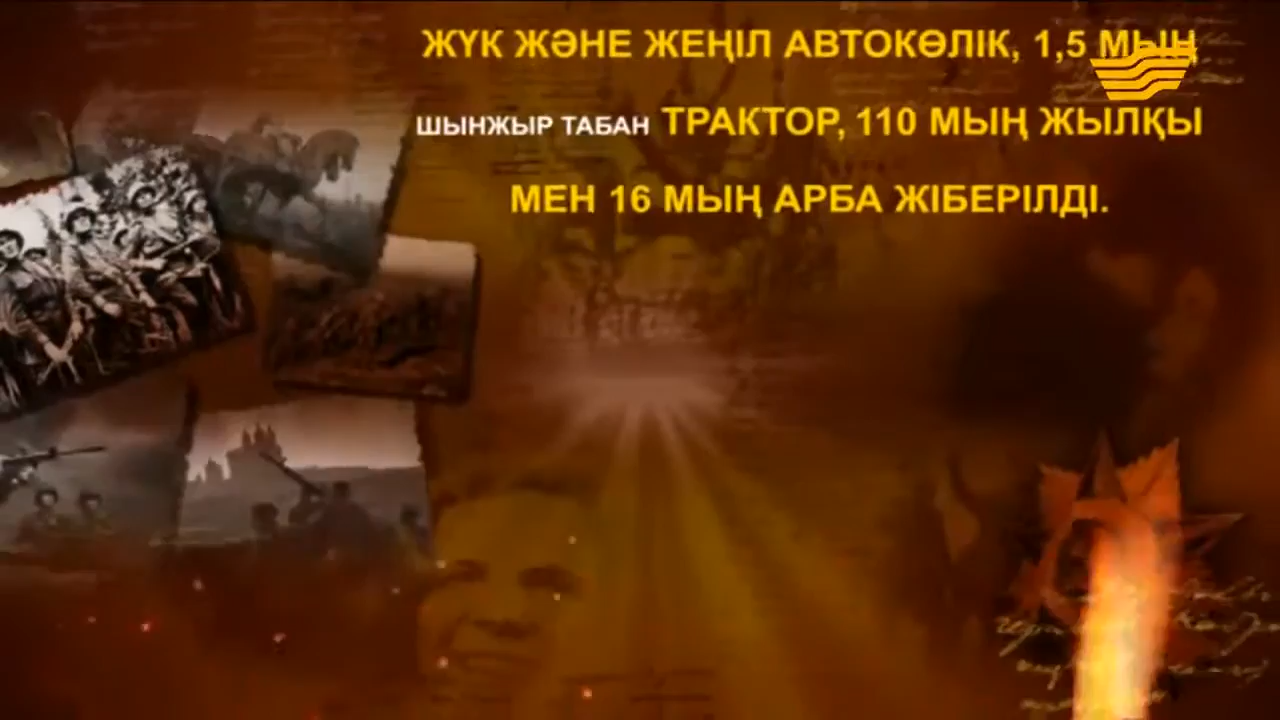 ЖҮК ЖӘНЕ ЖЕҢІЛ АВТОКӨЛІК, 1,5 МЫҢ
ШЫНЖЫР ТАБАН ТРАКТОР, 110 МЫҢ ЖЫЛҚЫ
МЕН 16 МЫҢ АРБА ЖІБЕРІЛДІ.